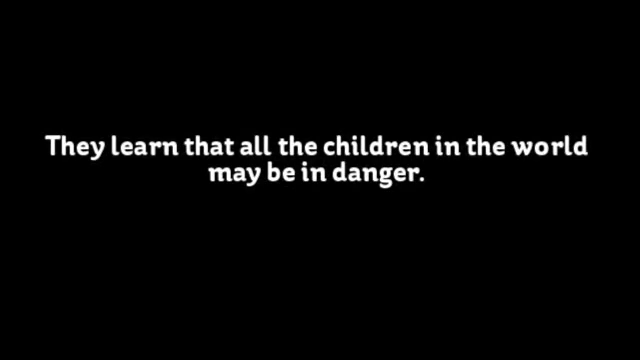 They learn that all the children in the world
may be in danger.